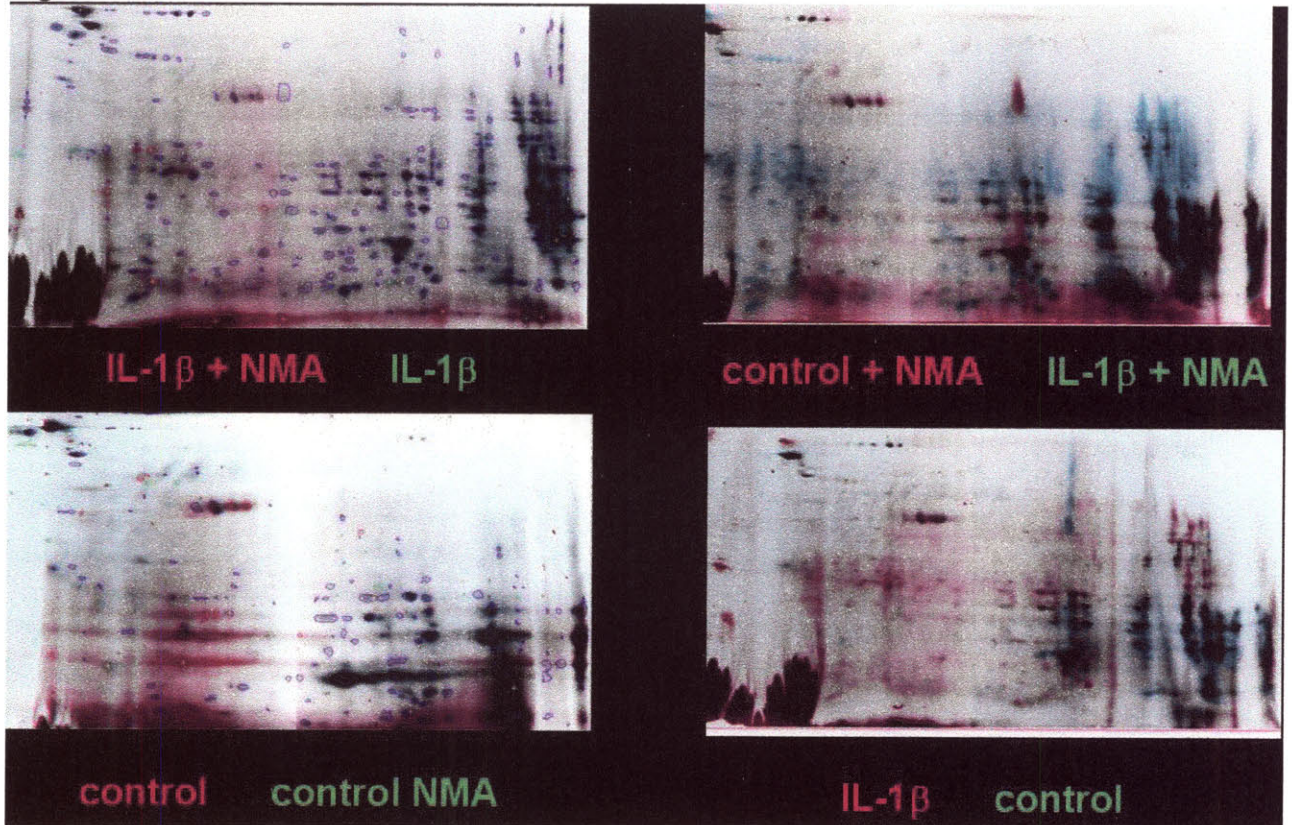 IL-1β + NMA IL-1β
control + NMA IL-1β + NMA
control control NMA
IL-1β control